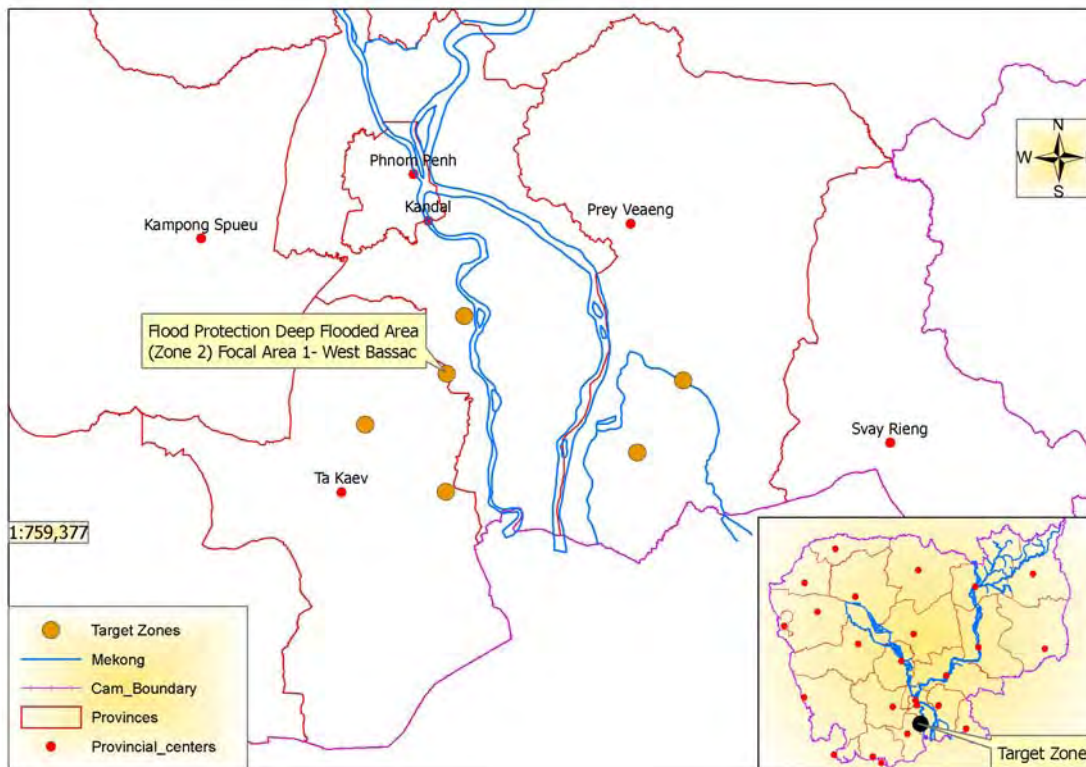 N
W E
S
Phnom Penh
Kandal
Kampong Spueu
Prey Veaeng
Flood Protection Deep Flooded Area
(Zone 2) Focal Area 1- West Bassac
Svay Rieng
Ta Kaev
1:759,377
Target Zones
Mekong
Cam_Boundary
Provinces
Provincial_centers
Target Zone